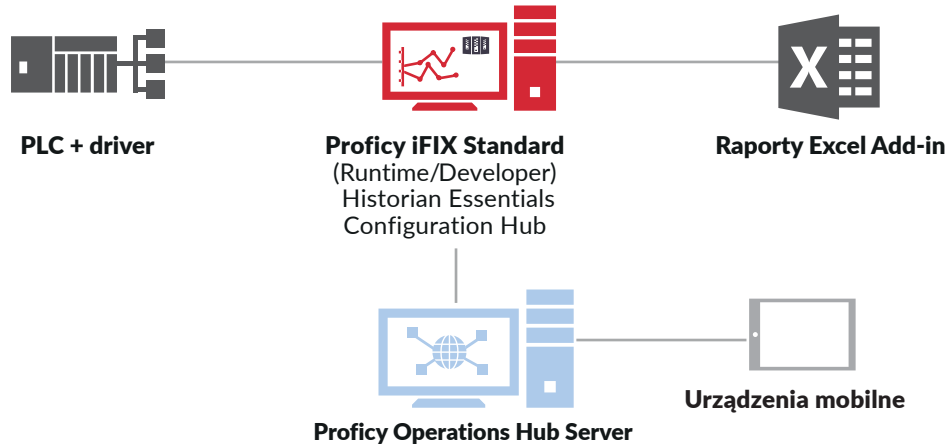 X
PLC + driver
Proficy iFIX Standard
(Runtime/Developer)
Historian Essentials
Configuration Hub
Raporty Excel Add-in
Urządzenia mobilne
Proficy Operations Hub Server